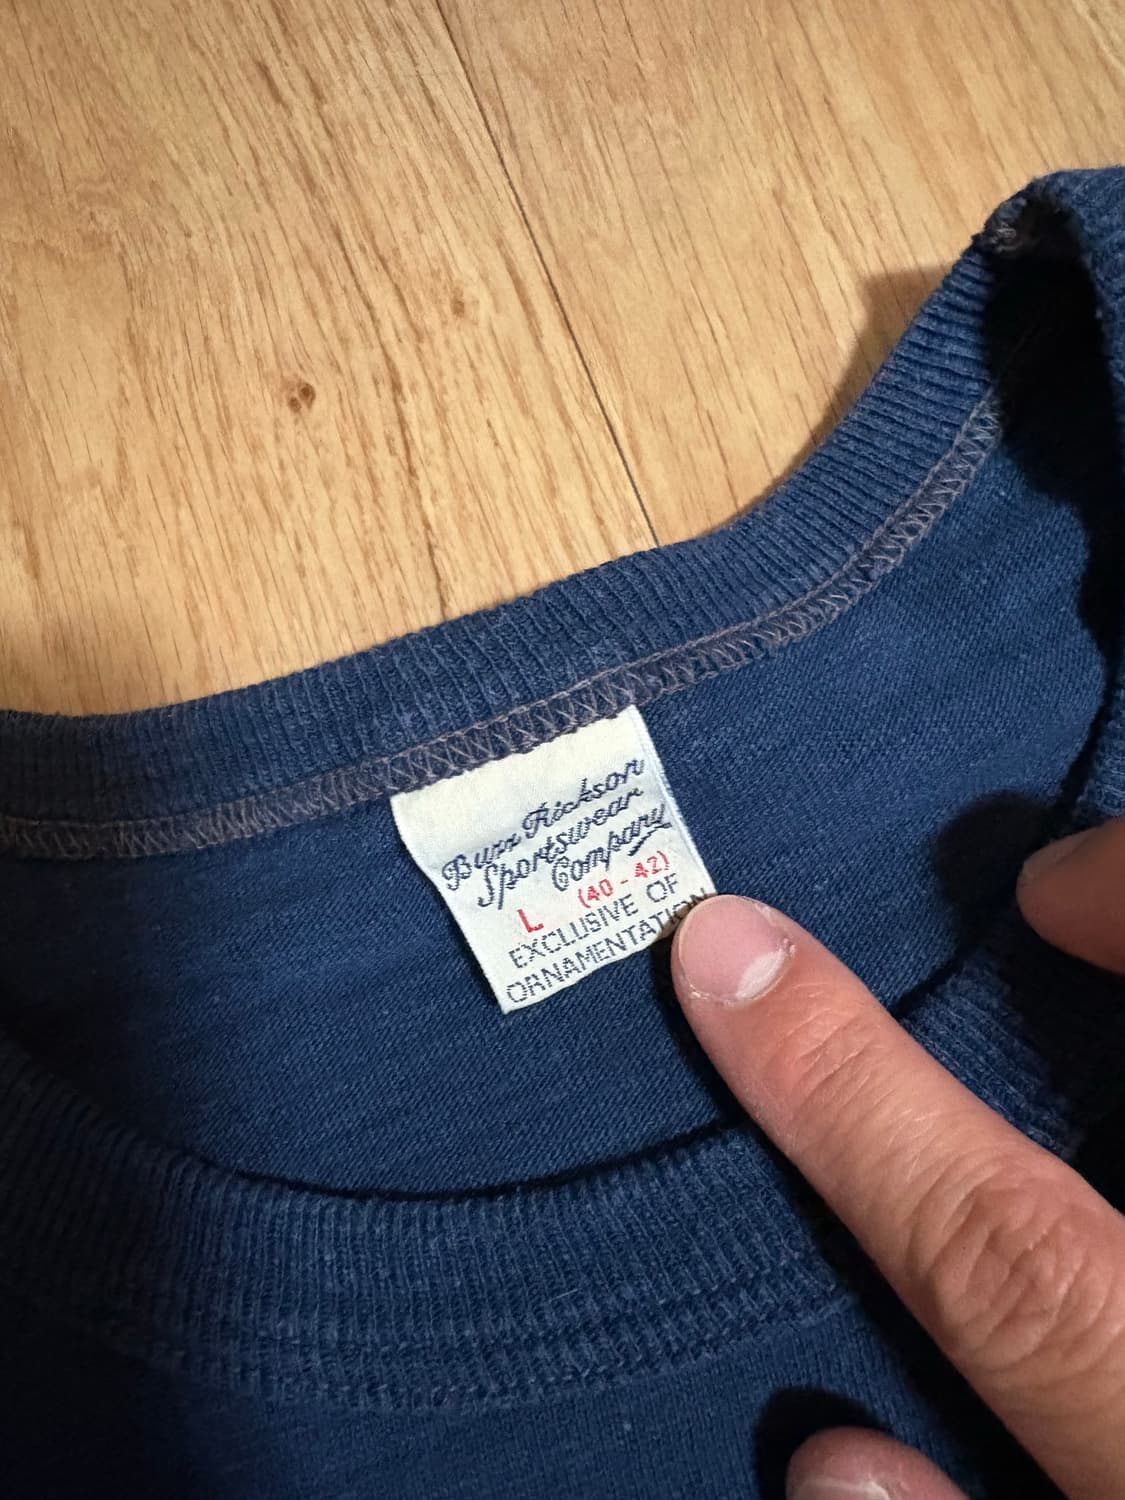 Buzz Rickson
Sportswear
Company
L (40 - 42)
EXCLUSIVE OF
ORNAMENTATION